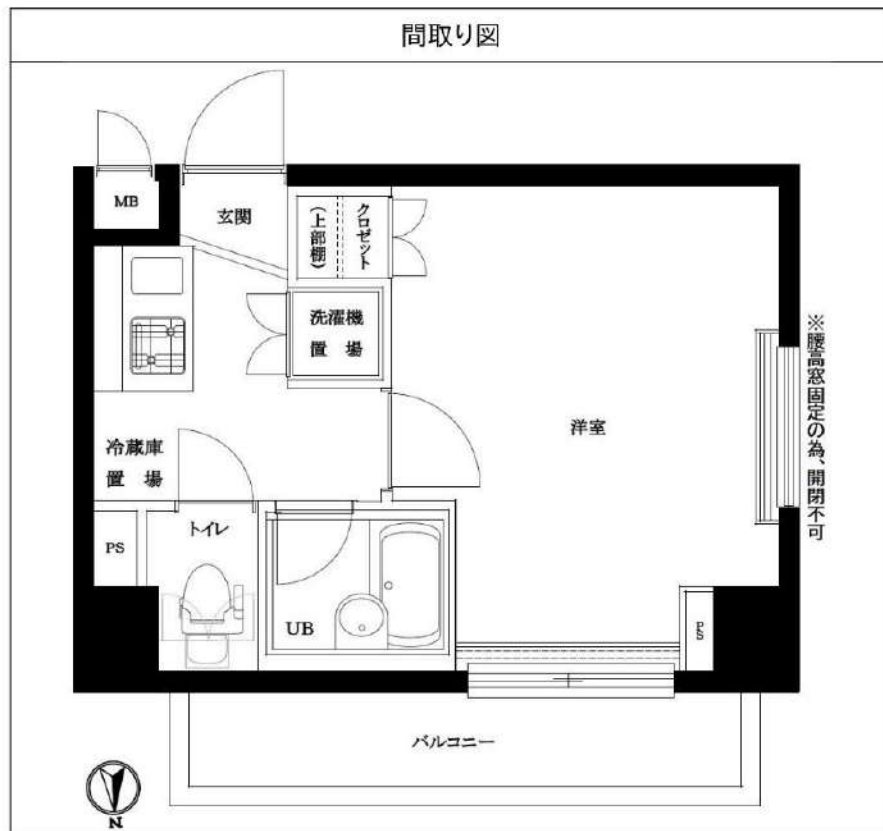 間取り図
MB
玄関
クロゼット
(上部棚)
洗濯機
置 場
※腰高窓固定の為、開閉不可
洋室
冷蔵庫
置 場
トイレ
PS
UB
PS
バルコニー
N